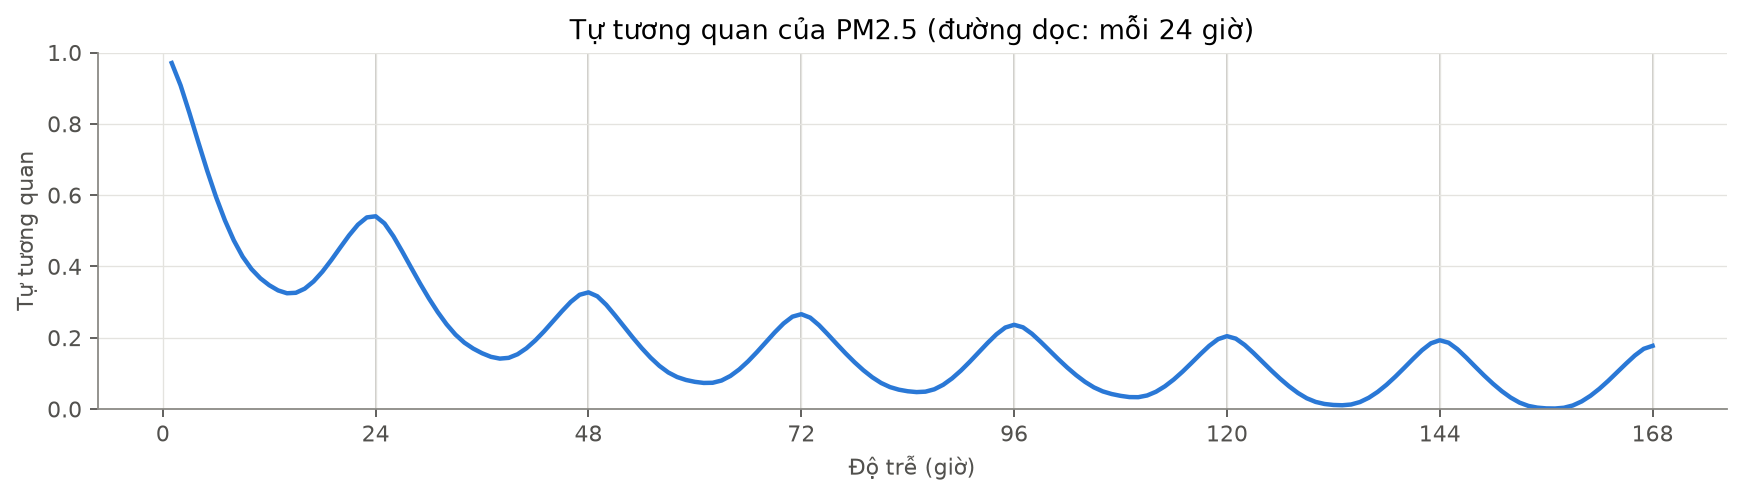 Tự tương quan của PM2.5 (đường dọc: mỗi 24 giờ)
Tự tương quan
1.0
0.8
0.6
0.4
0.2
0.0
0 24 48 72 96 120 144 168
Độ trễ (giờ)